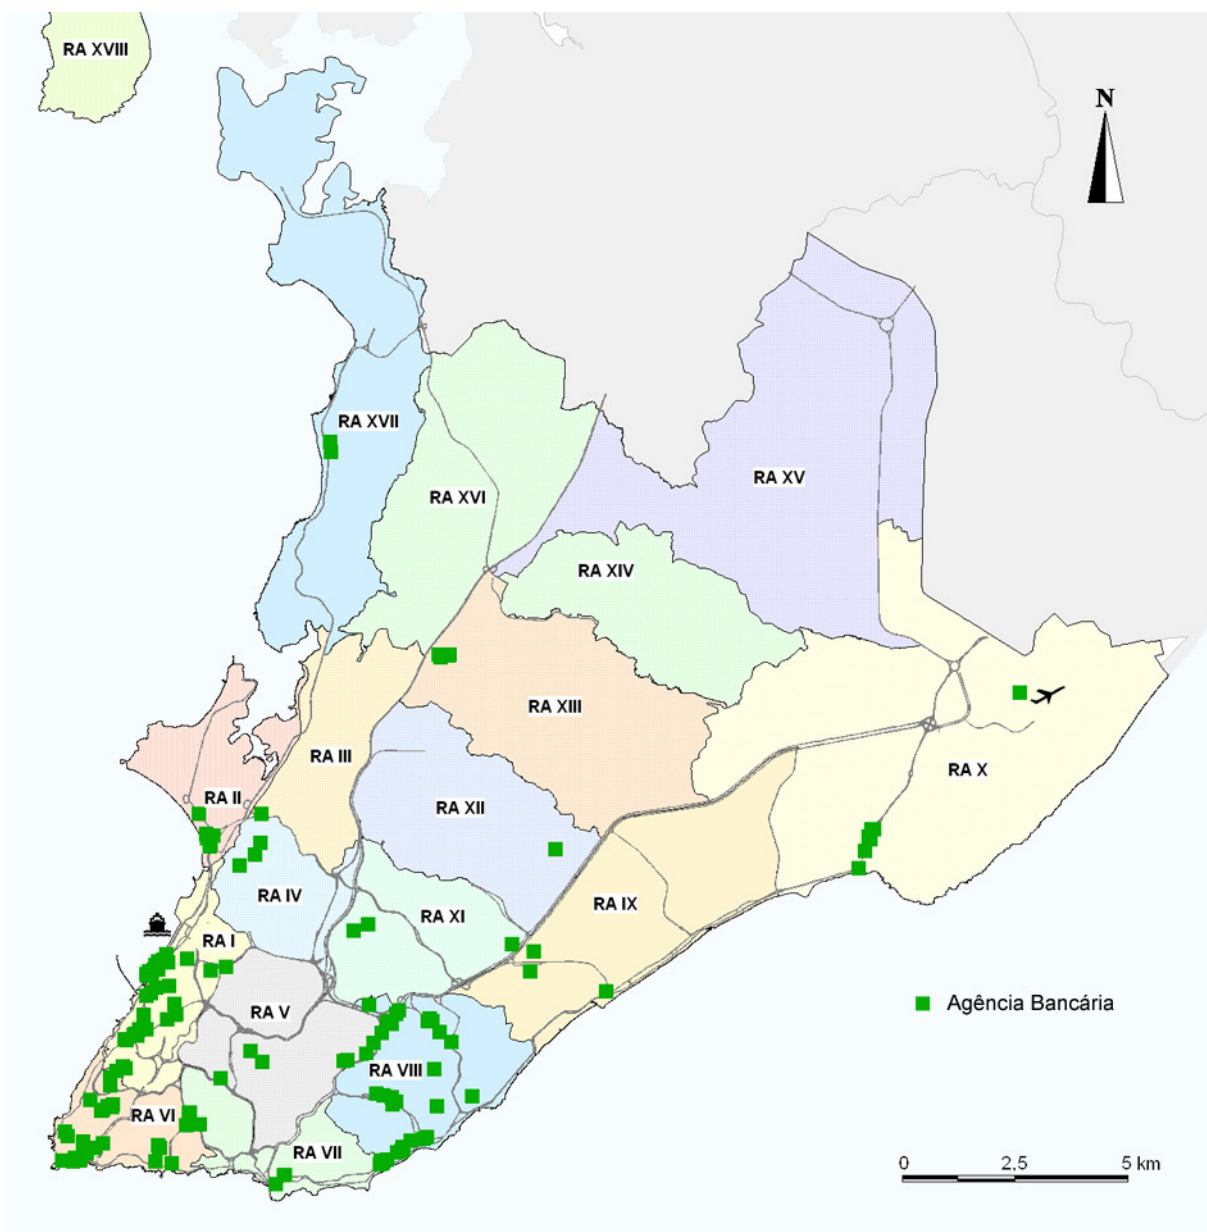 RA XVIII
N
RA XVII
RA XVI
RA XV
RA XIV
RA XIII
RA III
RA X
RA II
RA XII
RA IV
RA IX
RA XI
RA I
RA V
Agência Bancária
RA VIII
RA VI
RA VII
0 2,5 5 km